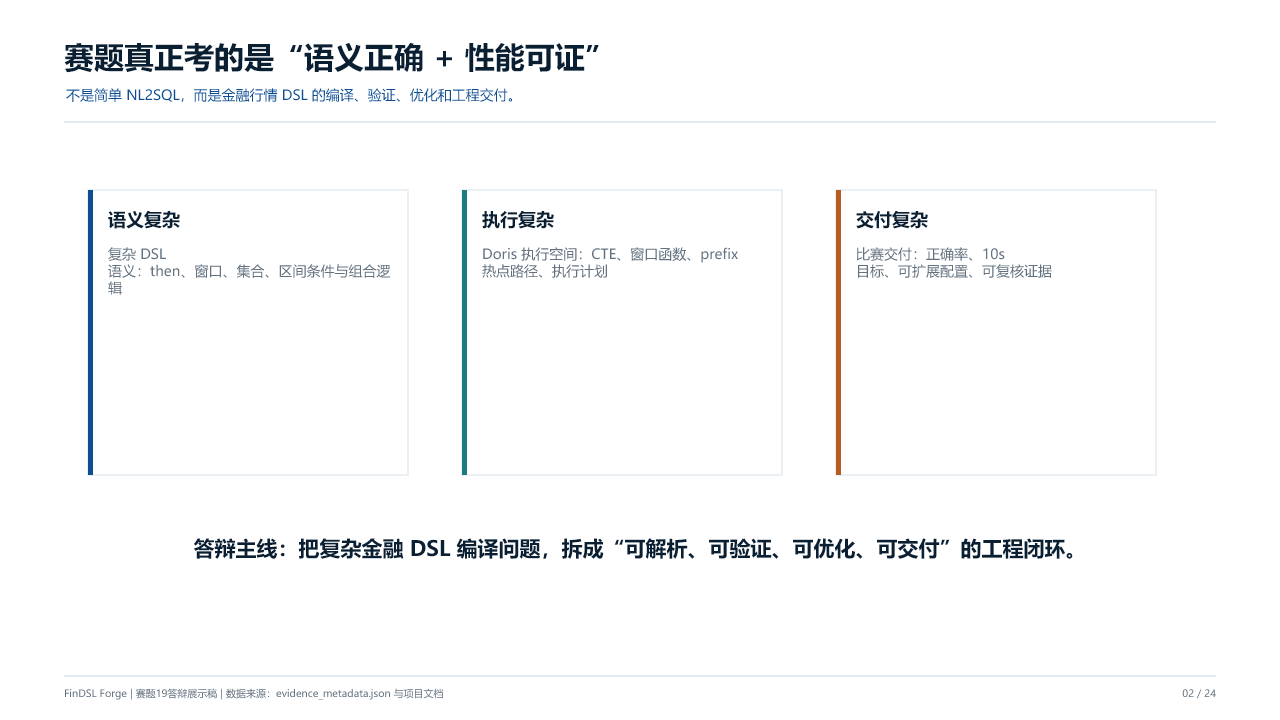 赛题真正考的是“语义正确 + 性能可证”
不是简单 NL2SQL，而是金融行情 DSL 的编译、验证、优化和工程交付。
语义复杂
复杂 DSL
语义：then、窗口、集合、区间条件与组合逻
辑
执行复杂
Doris 执行空间：CTE、窗口函数、prefix
热点路径、执行计划
交付复杂
比赛交付：正确率、10s
目标、可扩展配置、可复核证据
答辩主线：把复杂金融 DSL 编译问题，拆成“可解析、可验证、可优化、可交付”的工程闭环。
FinDSL Forge | 赛题19答辩展示稿 | 数据来源：evidence_metadata.json 与项目文档
02 / 24